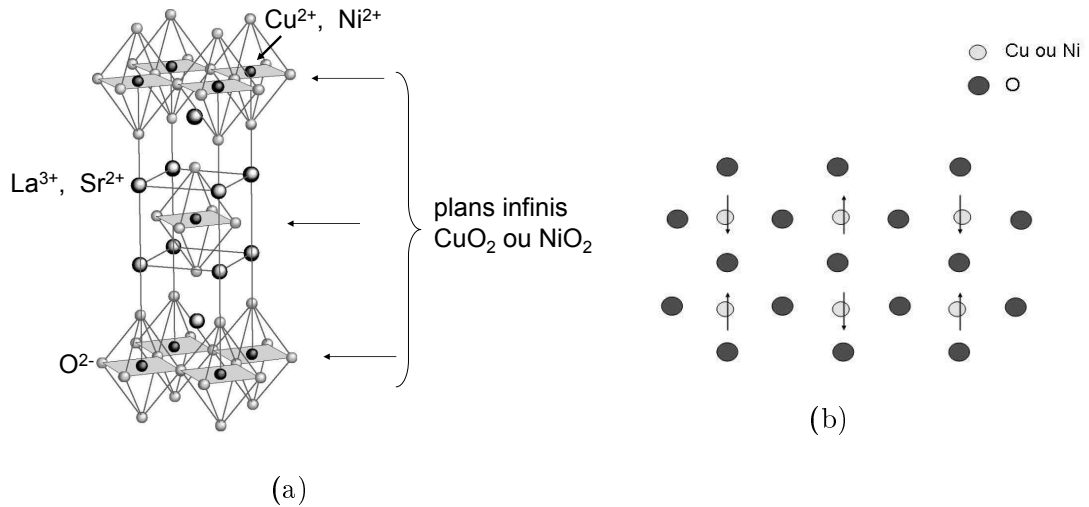 Cu2+, Ni2+
La3+, Sr2+
plans infinis
CuO2 ou NiO2
O2-
(a)
Cu ou Ni
O
(b)